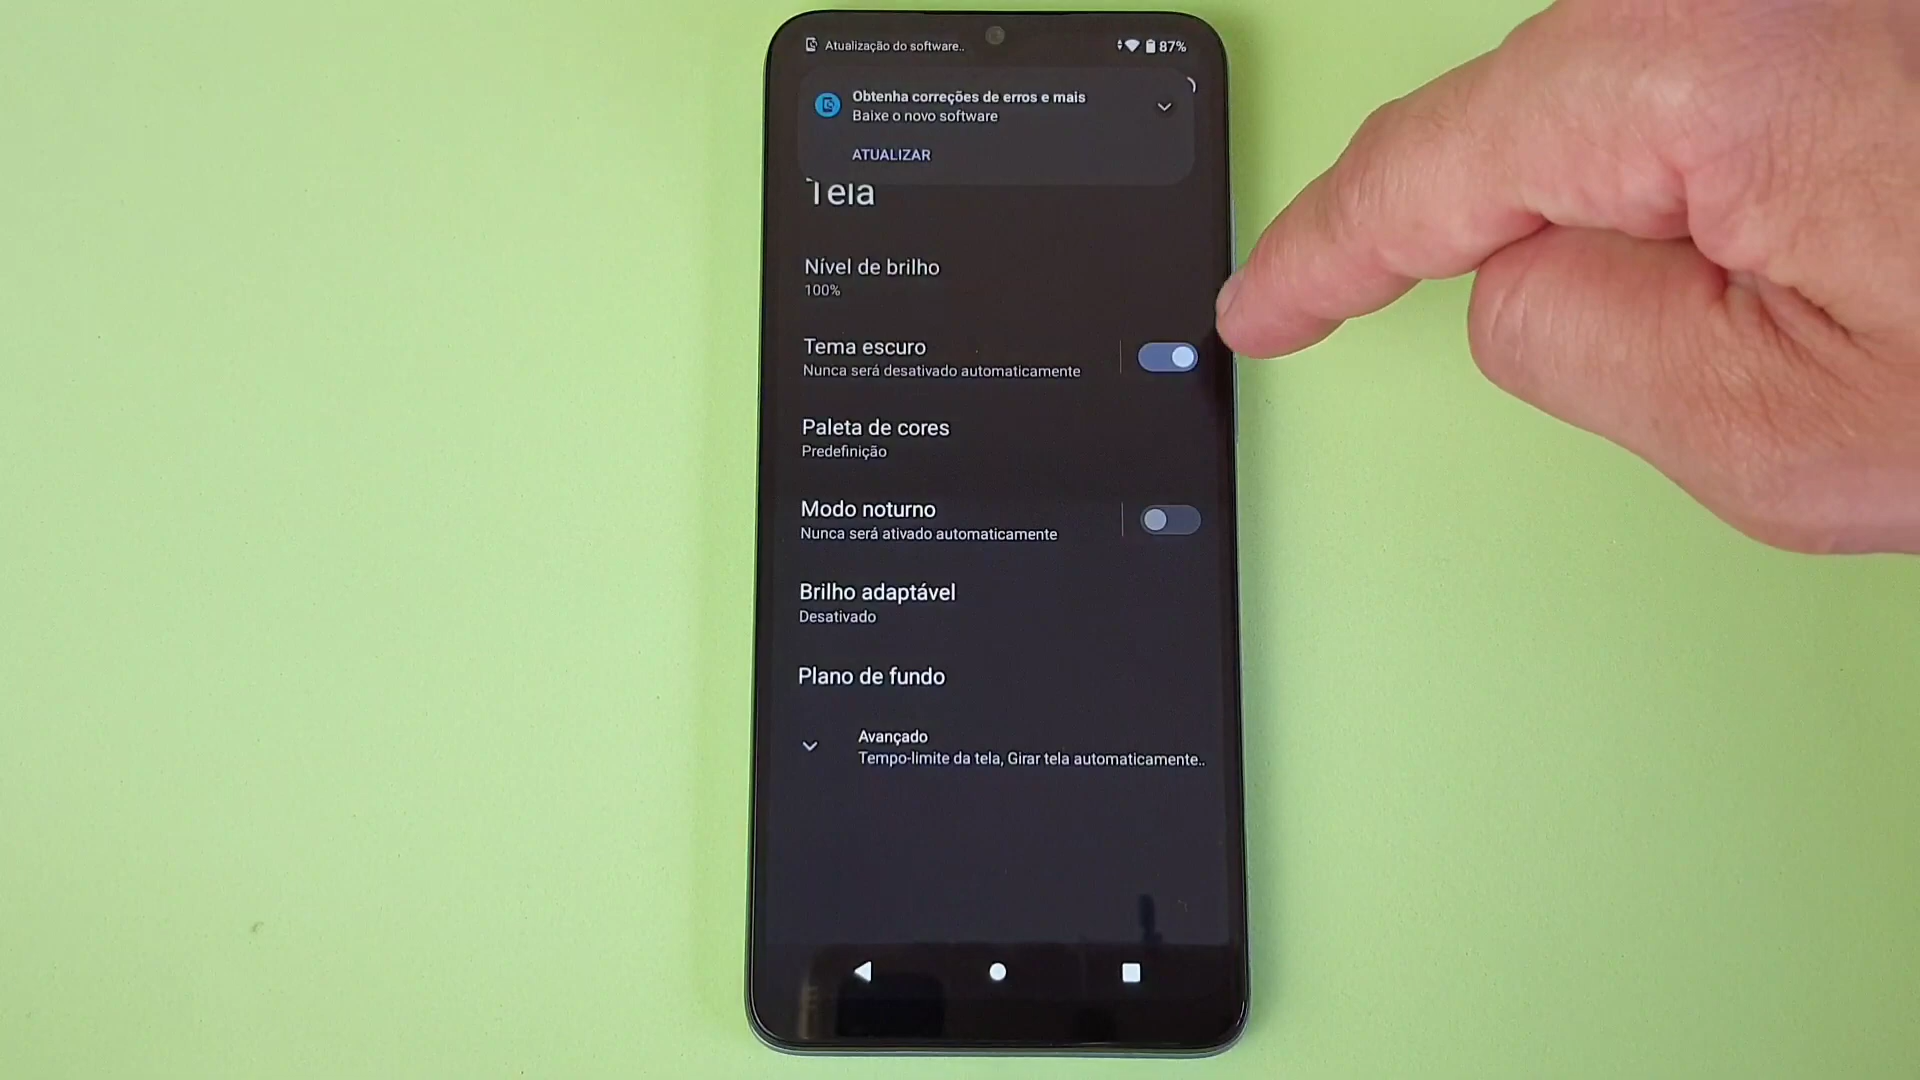 Atualização do software..
87%
Obtenha correções de erros e mais
Baixe o novo software
ATUALIZAR
Tela
Nível de brilho
100%
Tema escuro
Nunca será desativado automaticamente
Paleta de cores
Predefinição
Modo noturno
Nunca será ativado automaticamente
Brilho adaptável
Desativado
Plano de fundo
Avançado
Tempo-limite da tela, Girar tela automaticamente..